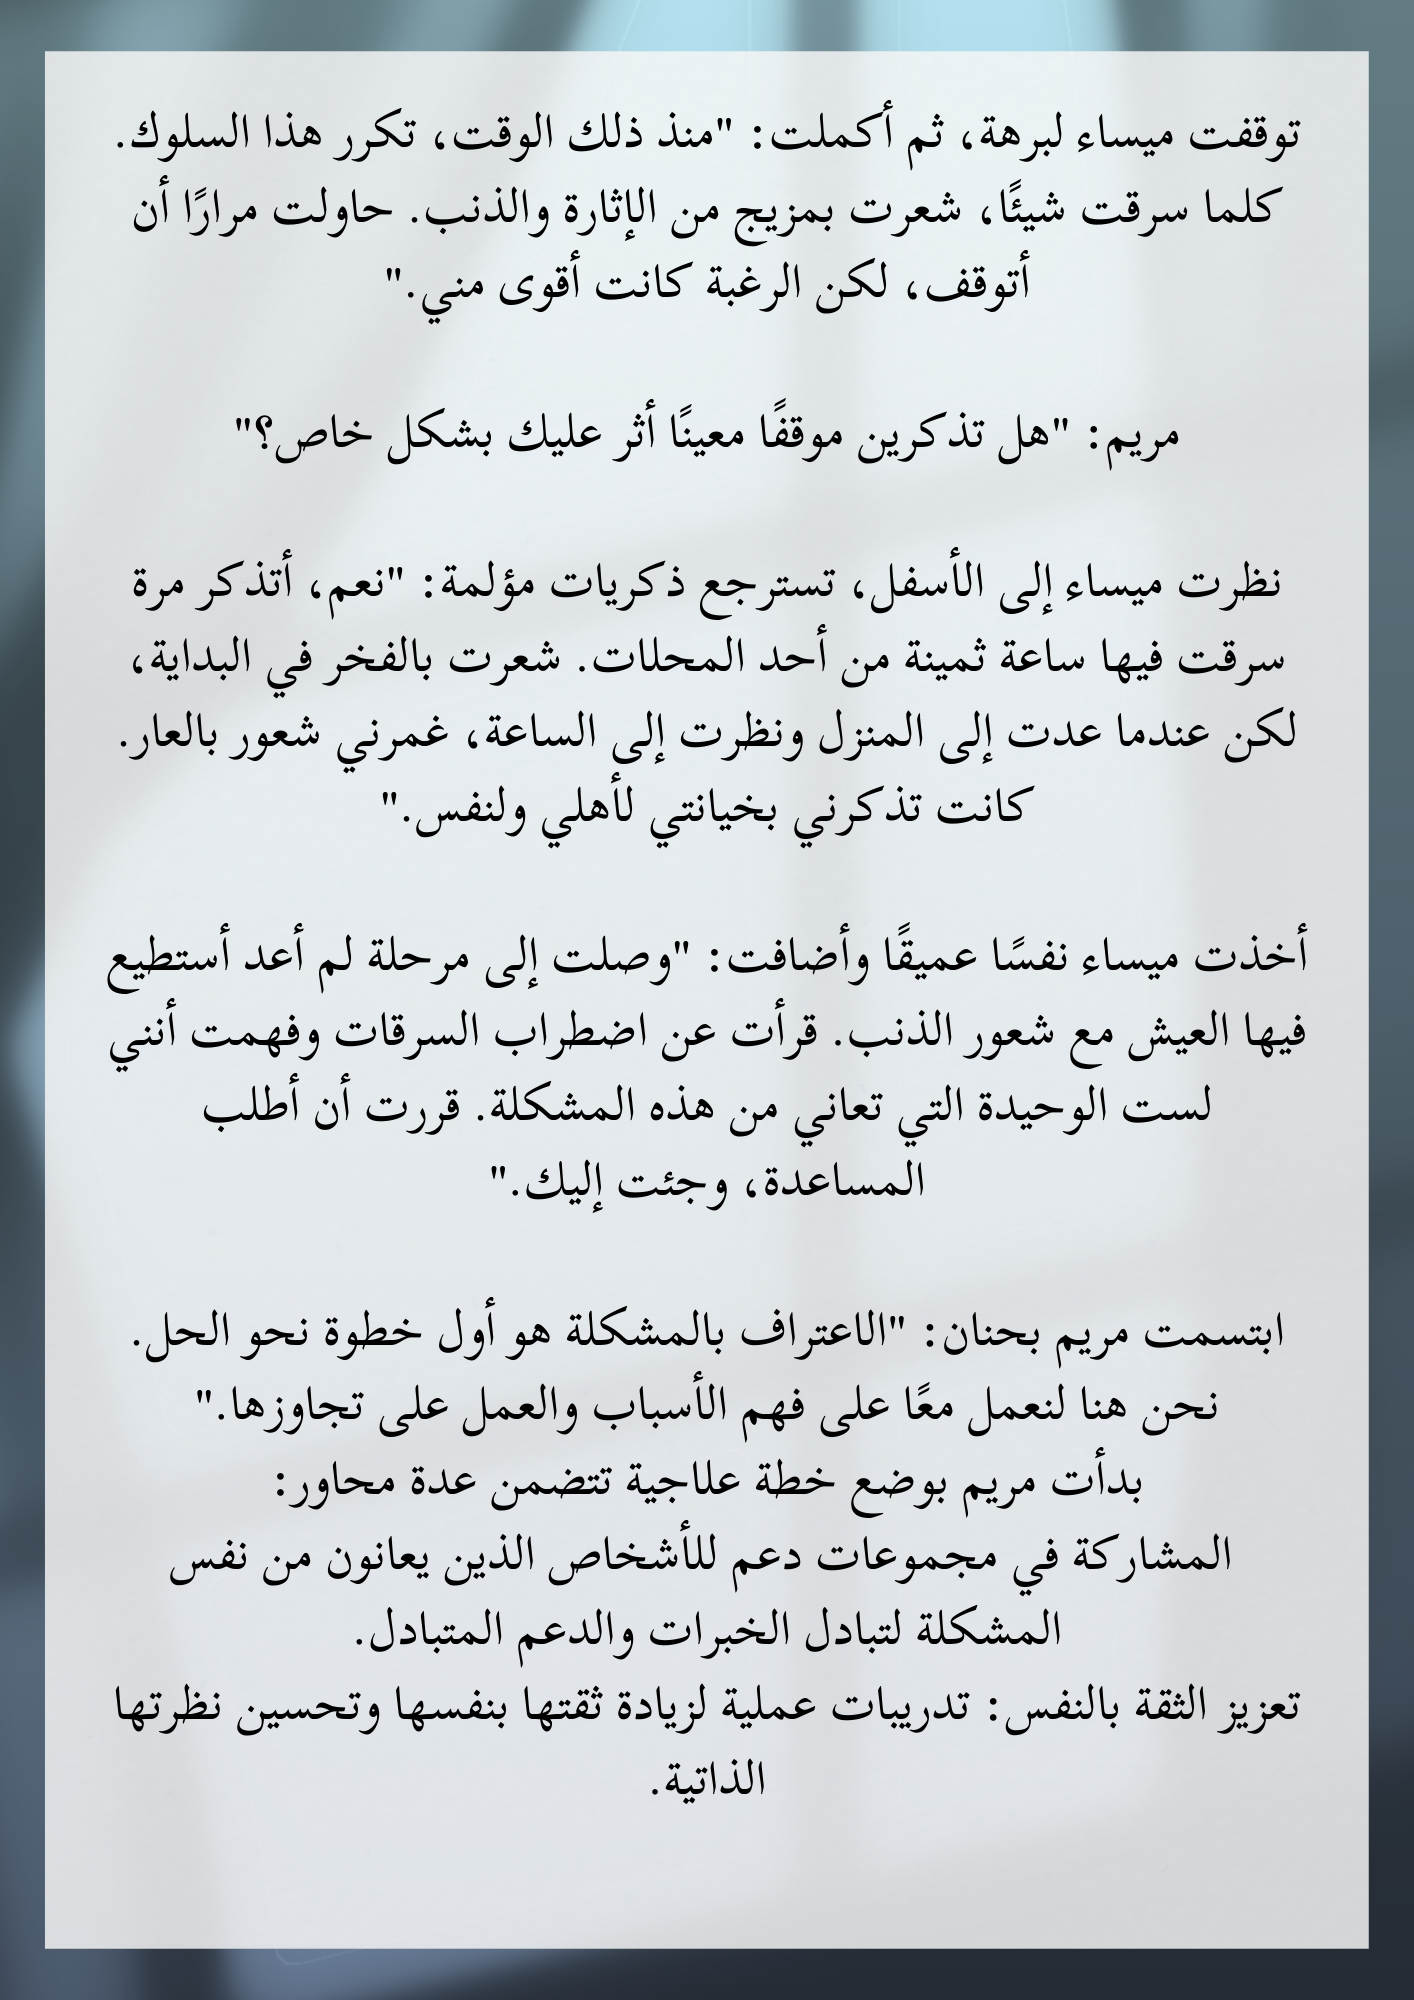 توقفت ميساء لبرهة، ثم أكملت: "منذ ذلك الوقت، تكرر هذا السلوك.
كلما سرقت شيئًا، شعرت بمزيج من الإثارة والذنب. حاولت مرارًا أن
أتوقف، لكن الرغبة كانت أقوى مني."
مريم: "هل تذكرين موقفًا معينًا أثر عليك بشكل خاص؟"
نظرت ميساء إلى الأسفل، تسترجع ذكريات مؤلمة: "نعم، أتذكر مرة
سرقت فيها ساعة ثمينة من أحد المحلات. شعرت بالفخر في البداية،
لكن عندما عدت إلى المنزل ونظرت إلى الساعة، غمرني شعور بالعار.
كانت تذكرني بخيانتي لأهلي ولنفس."
أخذت ميساء نفسًا عميقًا وأضافت: "وصلت إلى مرحلة لم أعد أستطيع
فيها العيش مع شعور الذنب. قرأت عن اضطراب السرقات وفهمت أنني
لست الوحيدة التي تعاني من هذه المشكلة. قررت أن أطلب
المساعدة، وجئت إليك."
ابتسمت مريم بحنان: "الاعتراف بالمشكلة هو أول خطوة نحو الحل.
نحن هنا لنعمل معًا على فهم الأسباب والعمل على تجاوزها."
بدأت مريم بوضع خطة علاجية تتضمن عدة محاور:
المشاركة في مجموعات دعم للأشخاص الذين يعانون من نفس
المشكلة لتبادل الخبرات والدعم المتبادل.
تعزيز الثقة بالنفس: تدريبات عملية لزيادة ثقتها بنفسها وتحسين نظرتها
الذاتية.